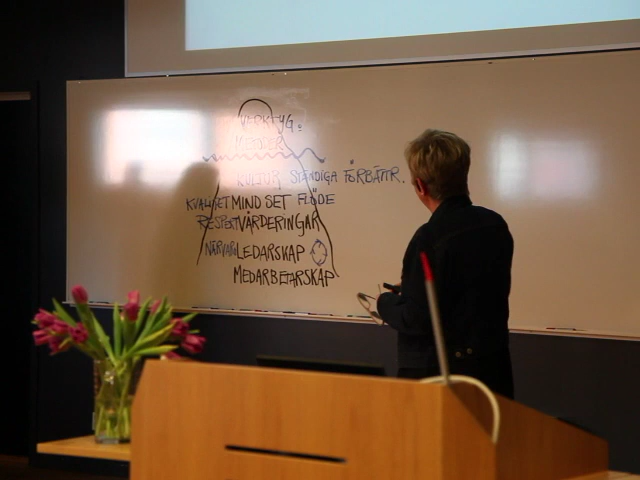 VERKTYG o
METODER
KULTUR STÄNDIGA FÖRBÄTTR.
KVALITET MIND SET FLÖDE
RESPEKT VÄRDERINGAR
NÄRVARO LEDARSKAP
MEDARBETARSKAP